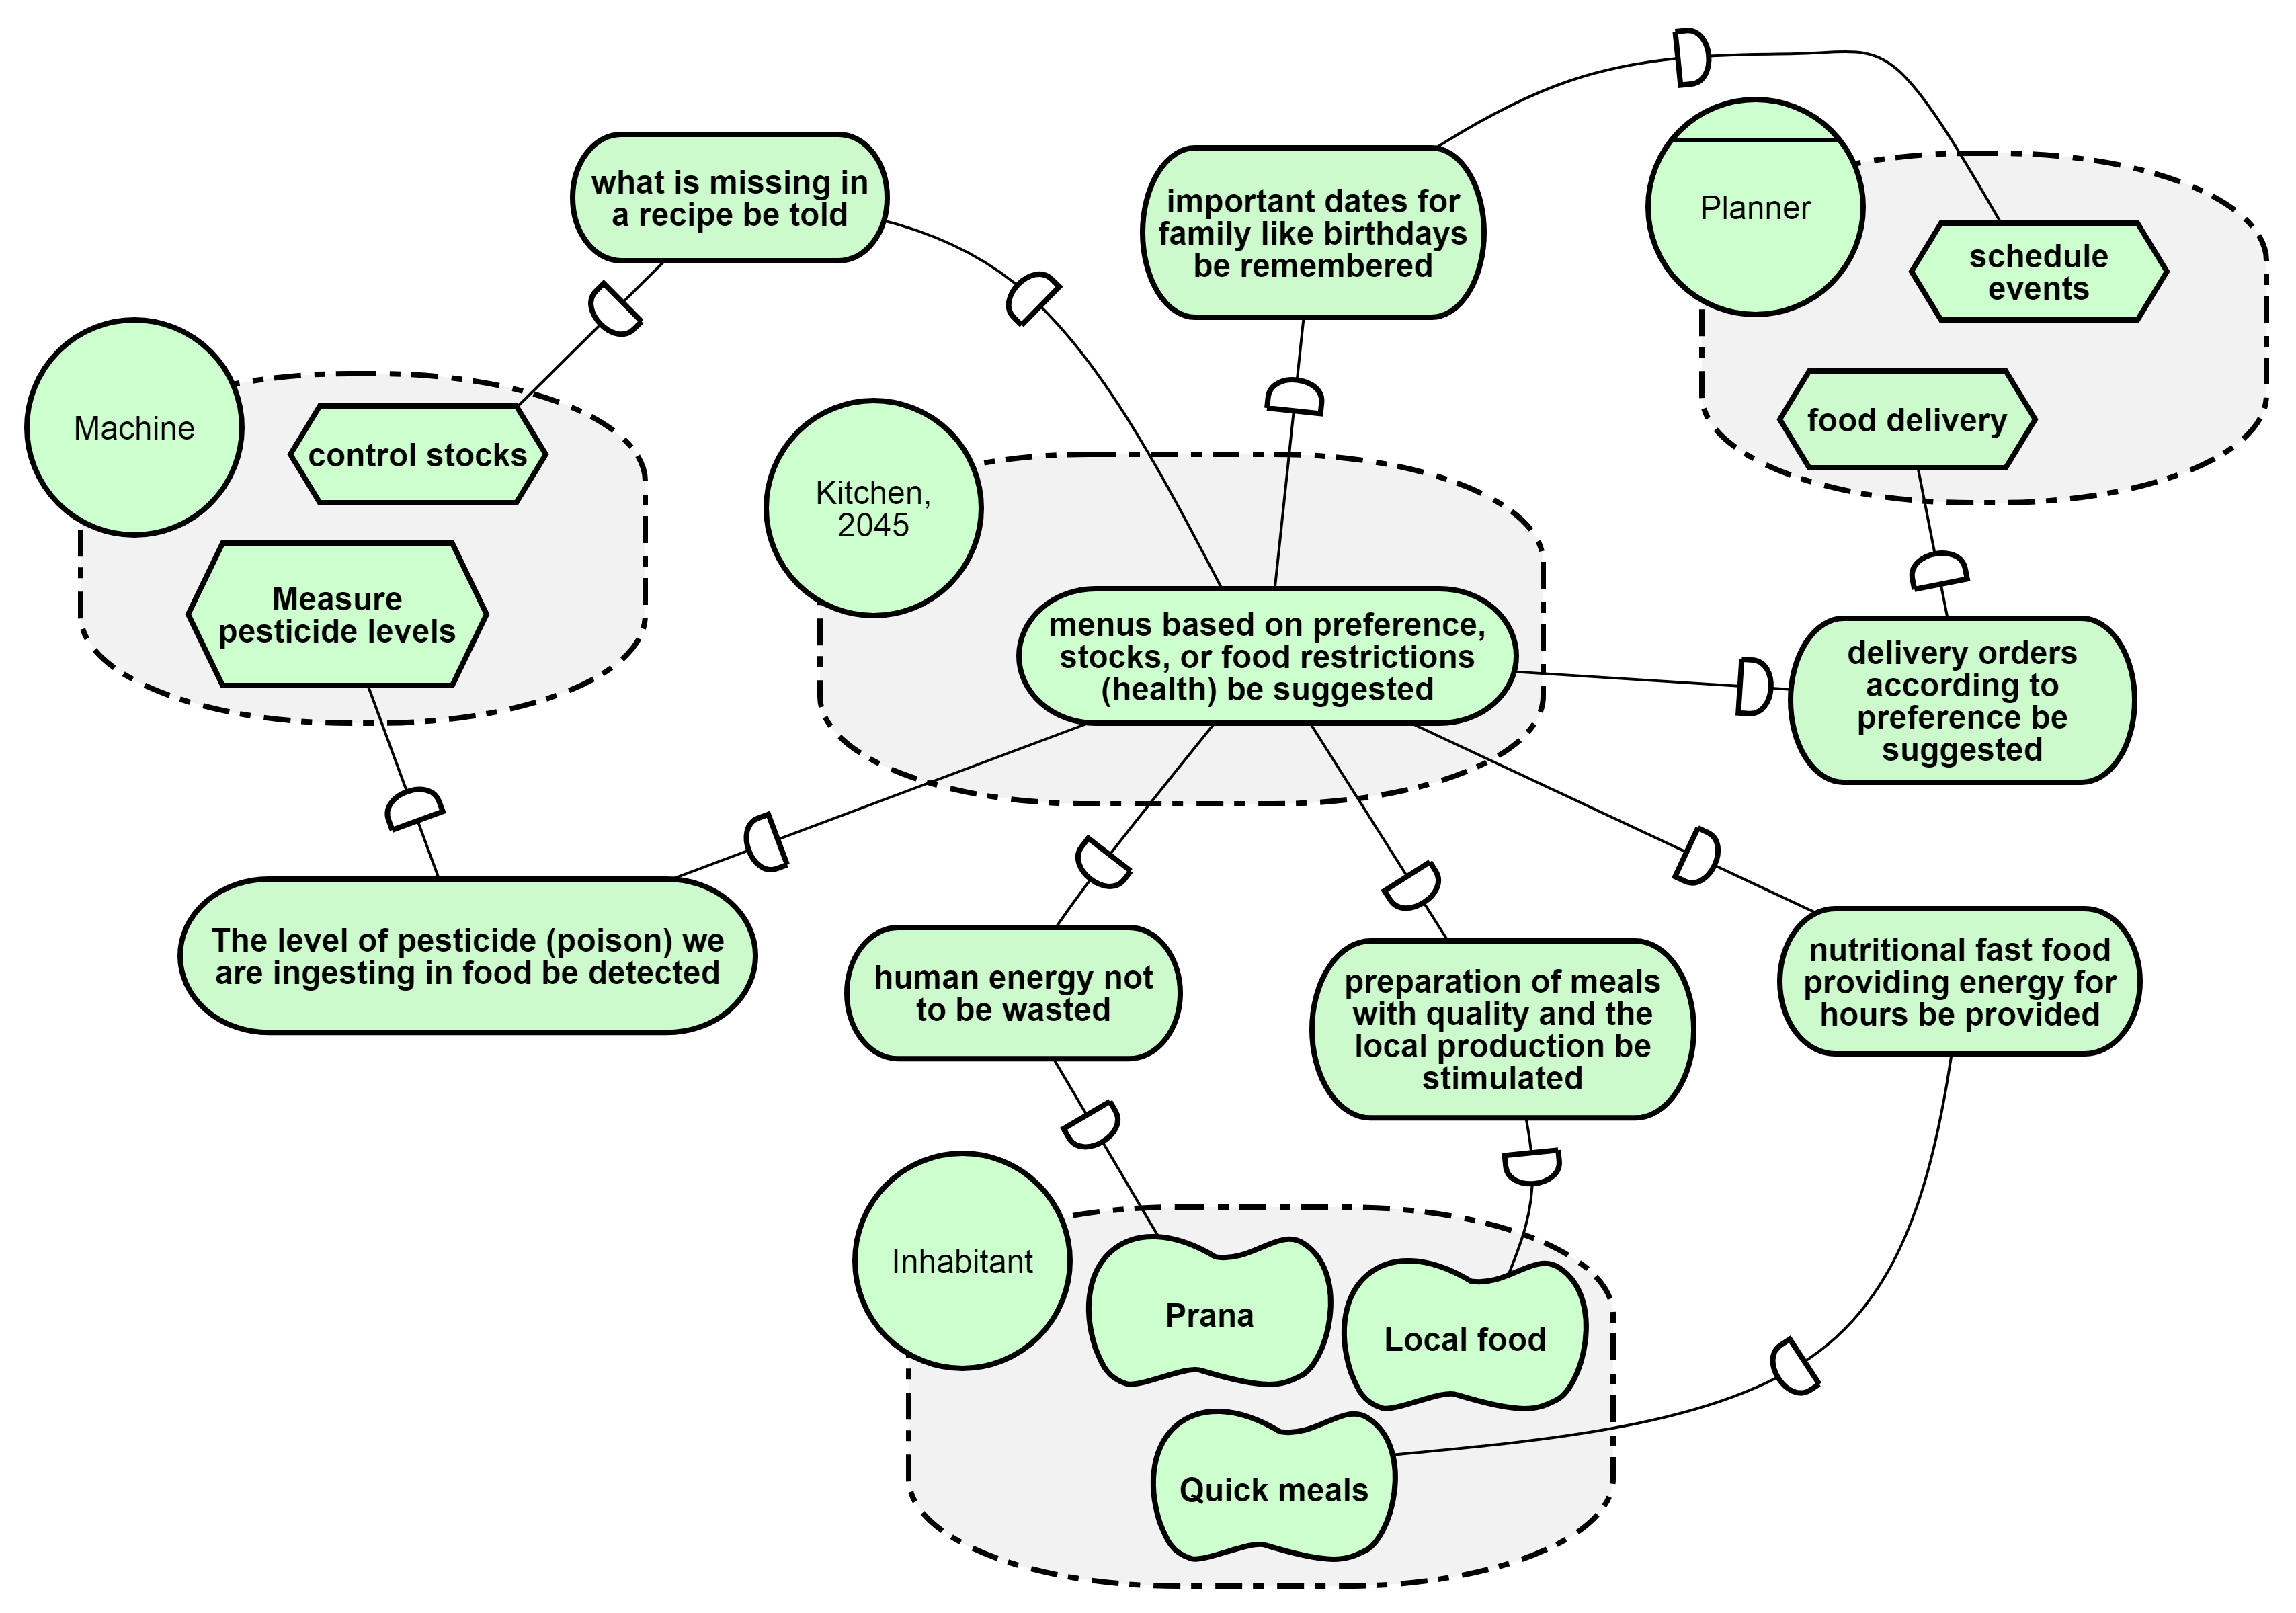 what is missing in
a recipe be told
important dates for
family like birthdays
be remembered
Planner
schedule
events
food delivery
Machine
control stocks
Measure
pesticide levels
Kitchen,
2045
menus based on preference,
stocks, or food restrictions
(health) be suggested
delivery orders
according to
preference be
suggested
The level of pesticide (poison) we
are ingesting in food be detected
human energy not
to be wasted
preparation of meals
with quality and the
local production be
stimulated
nutritional fast food
providing energy for
hours be provided
Inhabitant
Prana
Local food
Quick meals